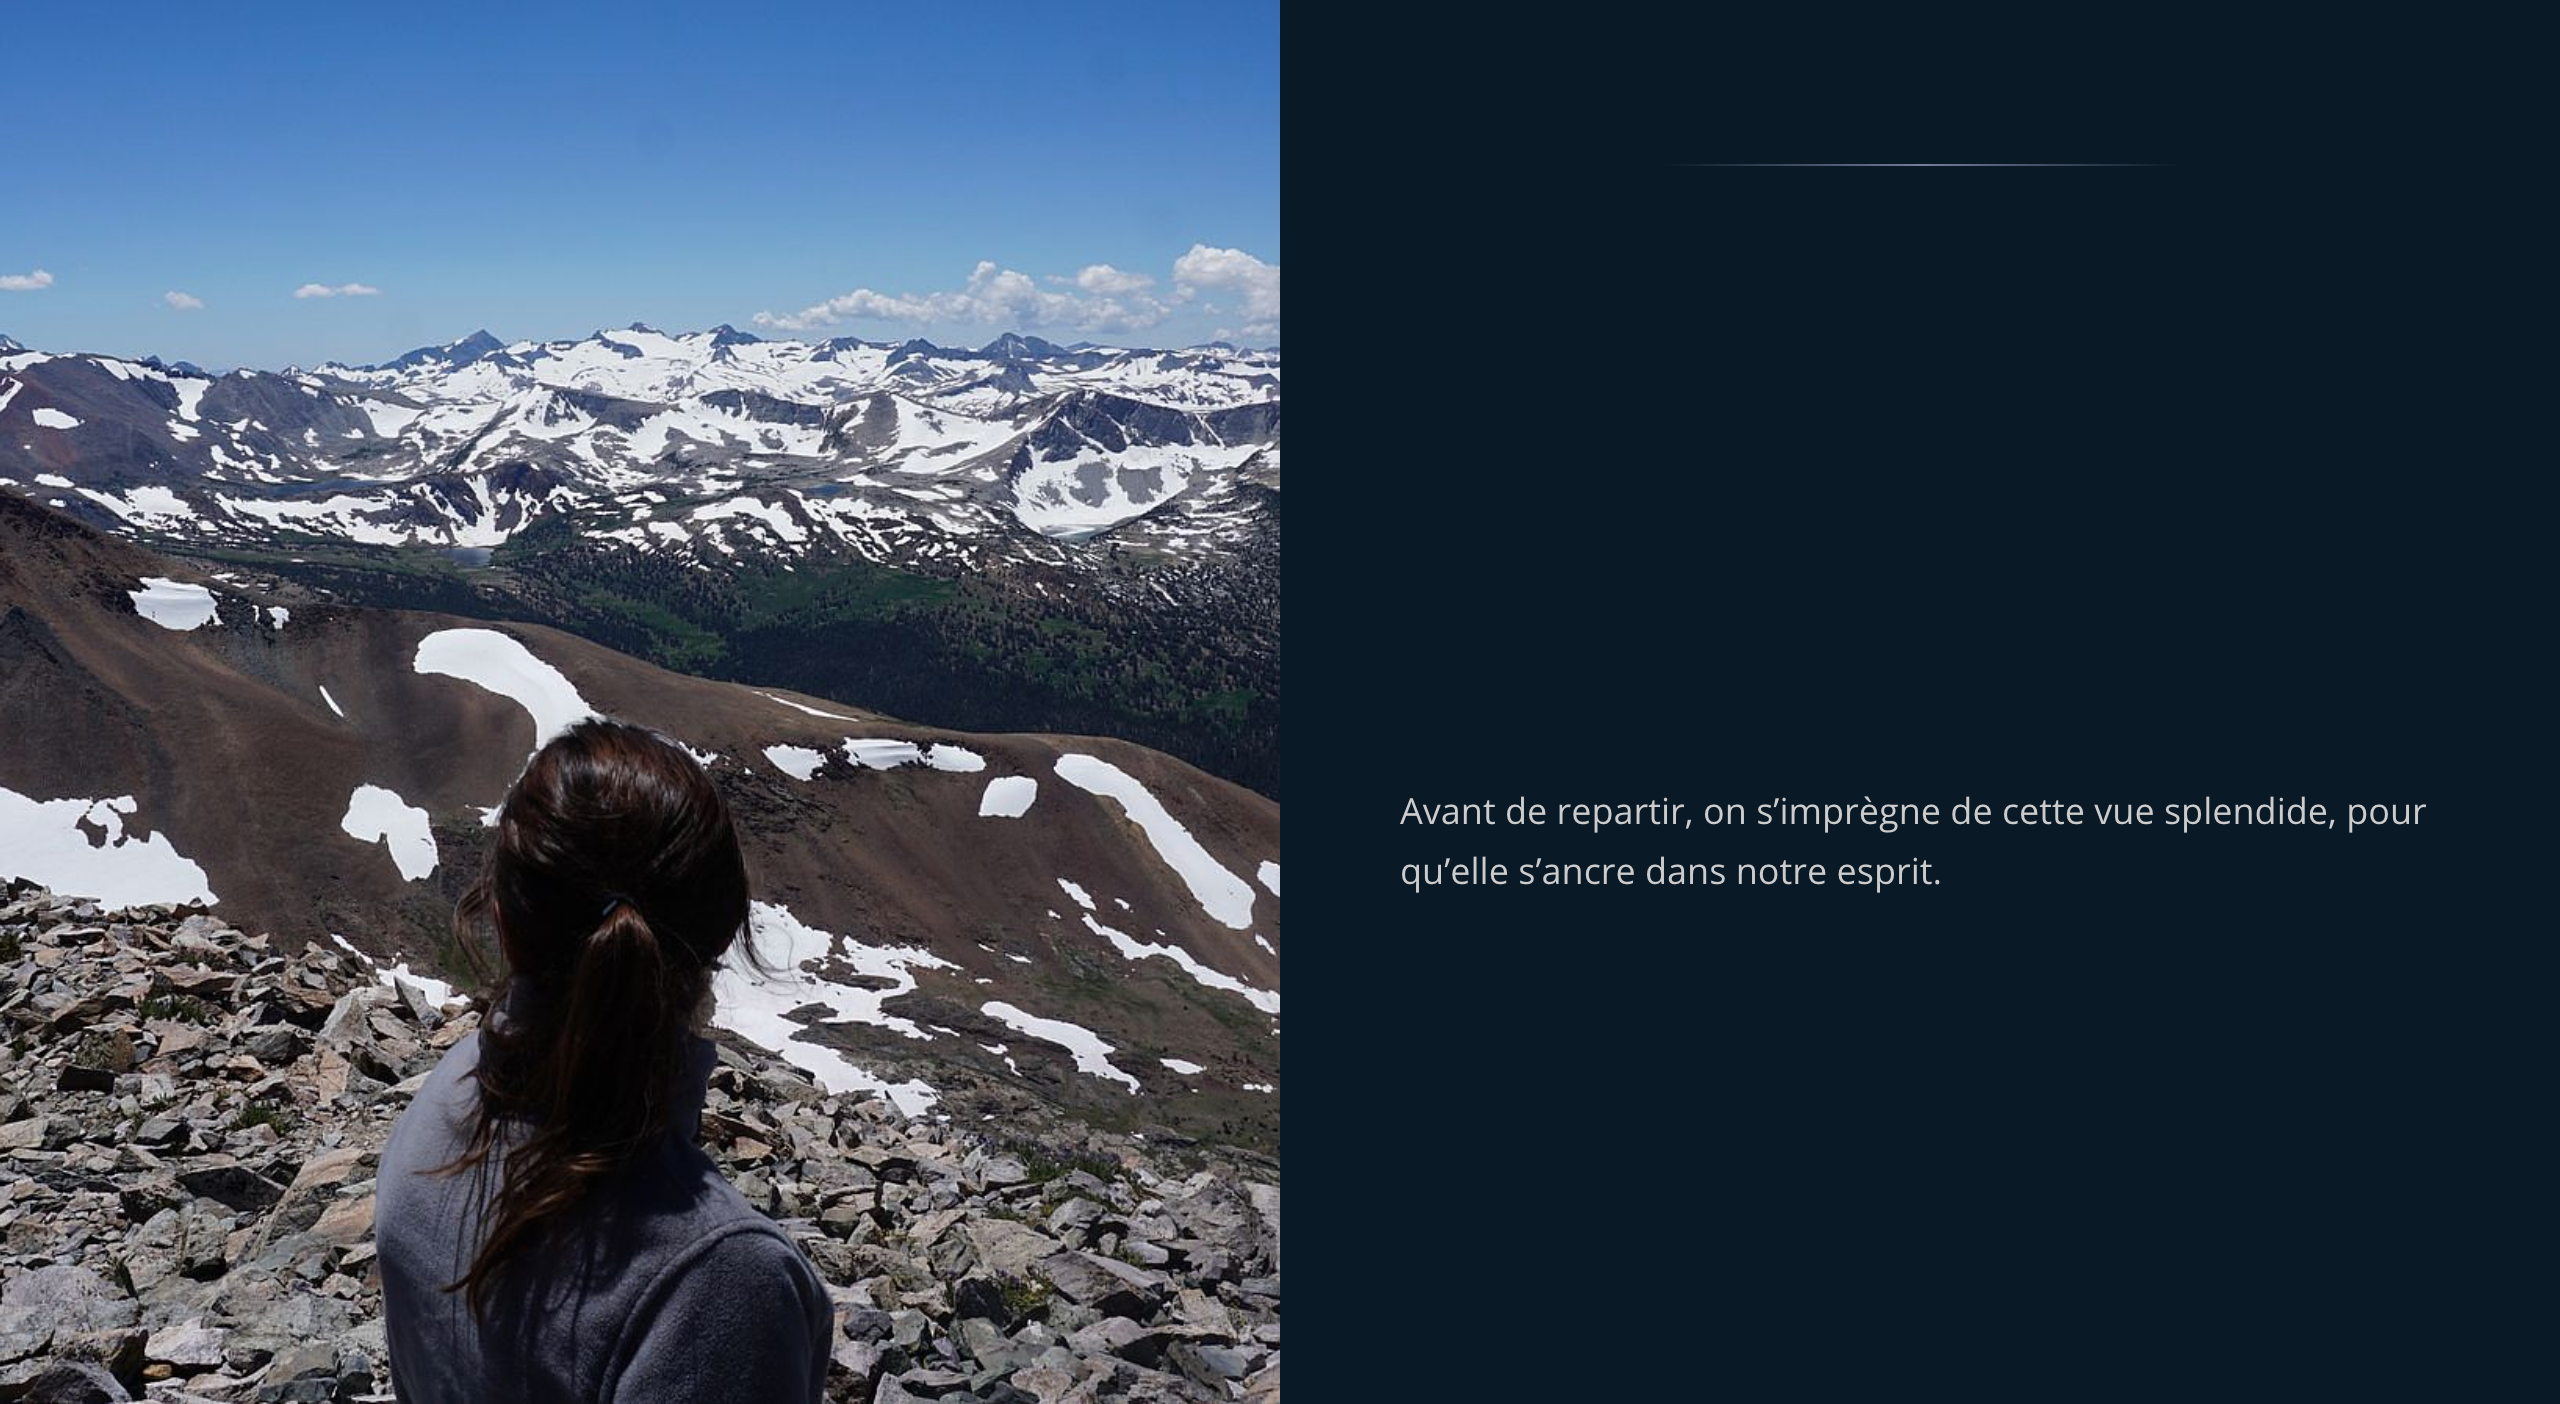 Avant de repartir, on s’imprègne de cette vue splendide, pour
qu’elle s’ancre dans notre esprit.